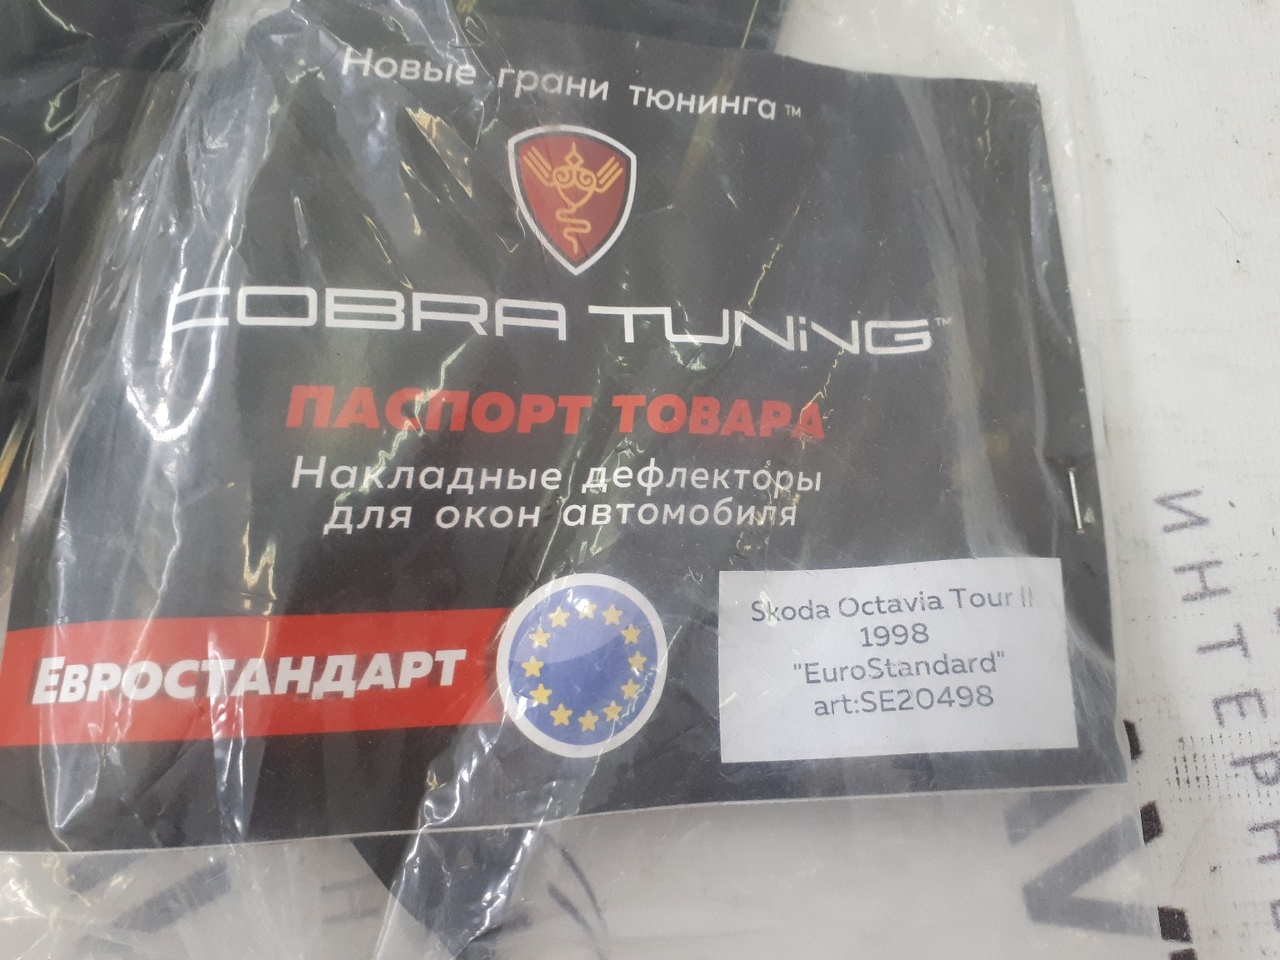 Новые грани тюнинга™
COBRA TUNiNG™
ПАСПОРТ ТОВАРА
Накладные дефлекторы
для окон автомобиля
ЕВРОСТАНДАРТ
Skoda Octavia Tour II
1998
"EuroStandard"
art:SE20498
ИНТЕРН